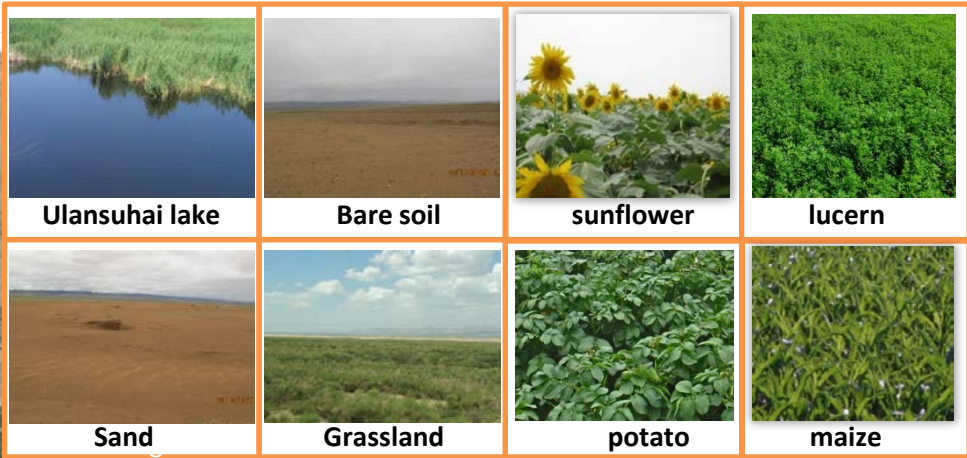 Ulansuhai lake
Bare soil
sunflower
lucern
Sand
Grassland
potato
maize